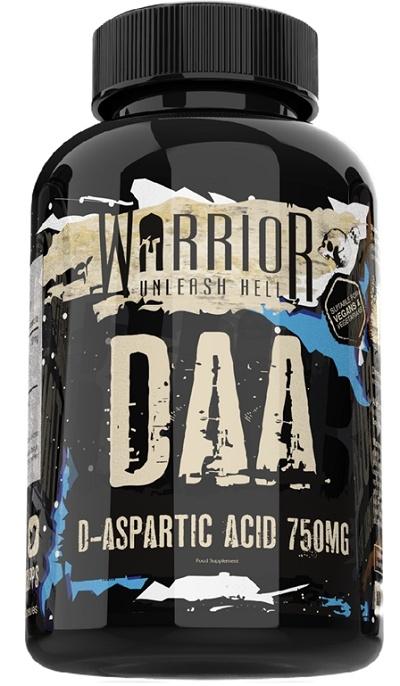 WARRIOR
UNLEASH HELL
SUITABLE FOR
VEGANS &
VEGETARIANS
DAA
D-ASPARTIC ACID 750MG
Food Supplement